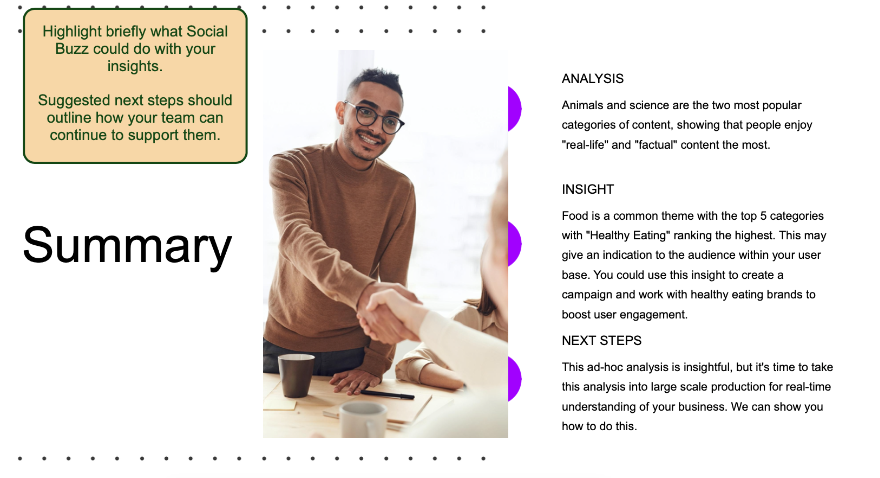 Highlight briefly what Social
Buzz could do with your
insights.
Suggested next steps should
outline how your team can
continue to support them.
Summary
ANALYSIS
Animals and science are the two most popular
categories of content, showing that people enjoy
"real-life" and "factual" content the most.
INSIGHT
Food is a common theme with the top 5 categories
with "Healthy Eating" ranking the highest. This may
give an indication to the audience within your user
base. You could use this insight to create a
campaign and work with healthy eating brands to
boost user engagement.
NEXT STEPS
This ad-hoc analysis is insightful, but it's time to take
this analysis into large scale production for real-time
understanding of your business. We can show you
how to do this.